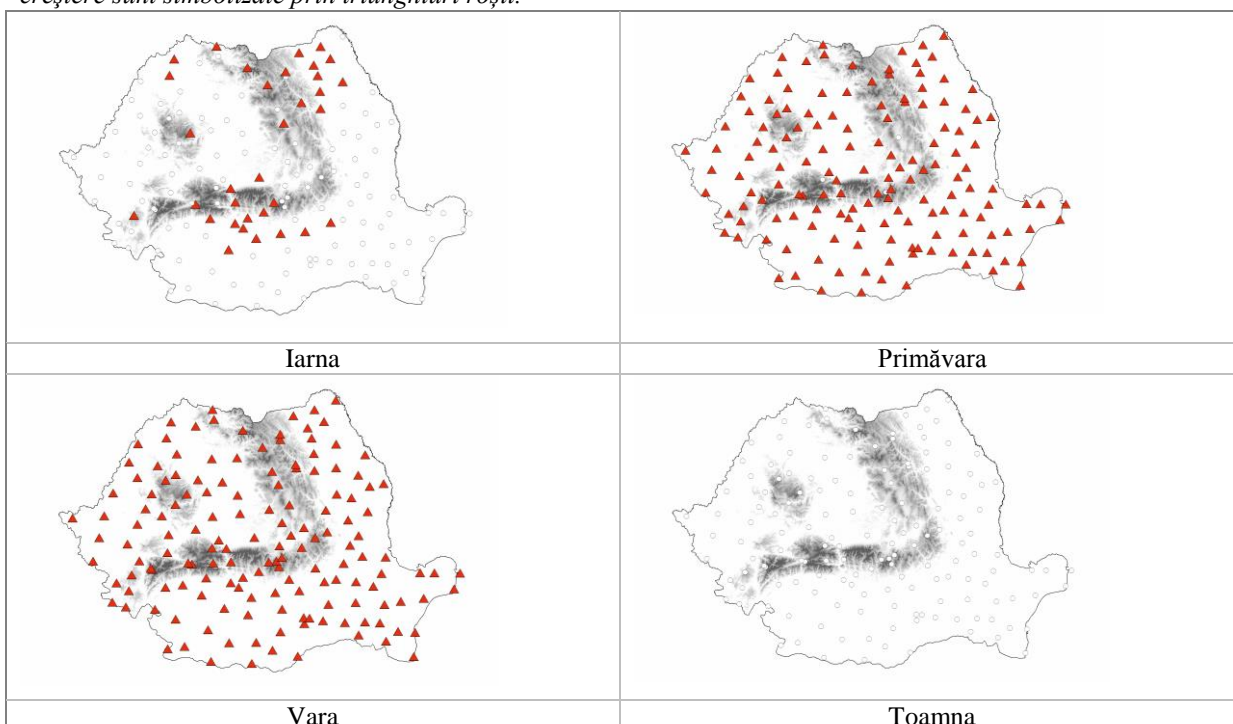 creştere sunt simbolizate prin triunghiuri roşii.
Iarna
Primăvara
Vara
Toamna